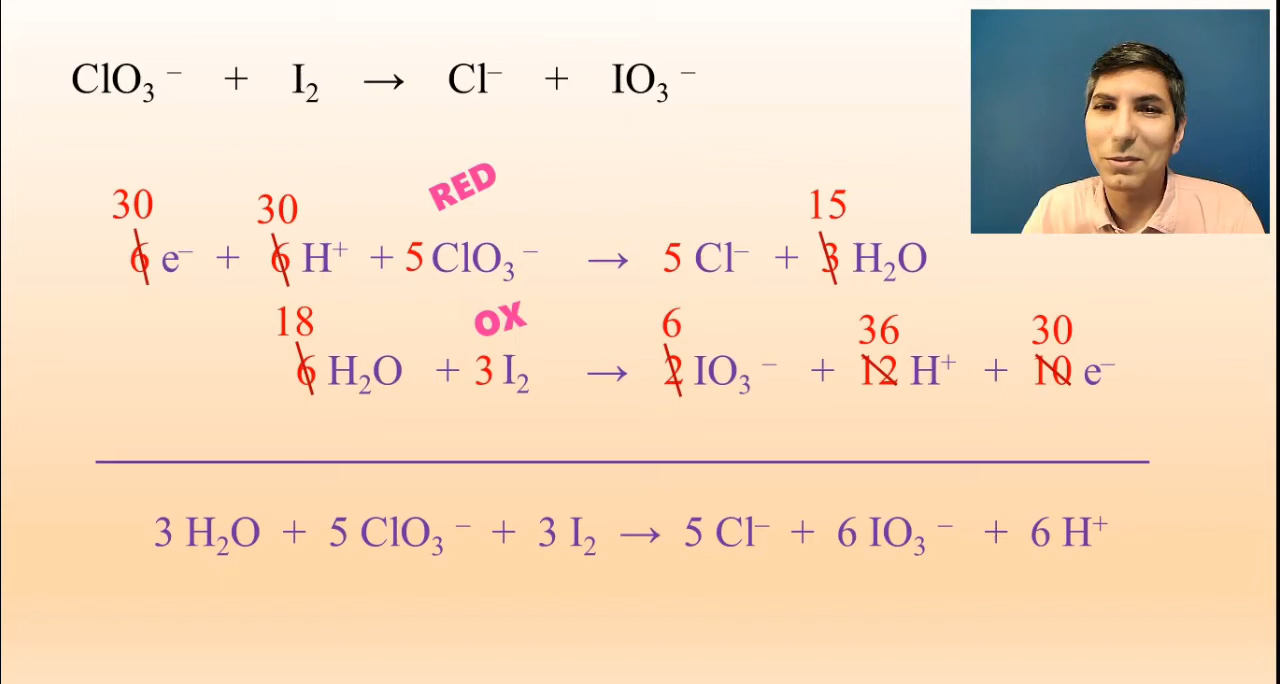 ClO₃⁻ + I₂ → Cl⁻ + IO₃⁻
RED
30 30 15
6 e⁻ + 6 H⁺ + 5 ClO₃⁻ → 5 Cl⁻ + 3 H₂O
OX
18 6 36 30
6 H₂O + 3 I₂ → 2 IO₃⁻ + 12 H⁺ + 10 e⁻
3 H₂O + 5 ClO₃⁻ + 3 I₂ → 5 Cl⁻ + 6 IO₃⁻ + 6 H⁺